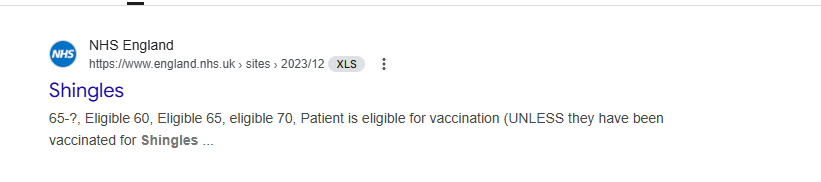 NHS
NHS England
https://www.england.nhs.uk › sites › 2023/12 XLS
Shingles
65-?, Eligible 60, Eligible 65, eligible 70, Patient is eligible for vaccination (UNLESS they have been
vaccinated for Shingles ...